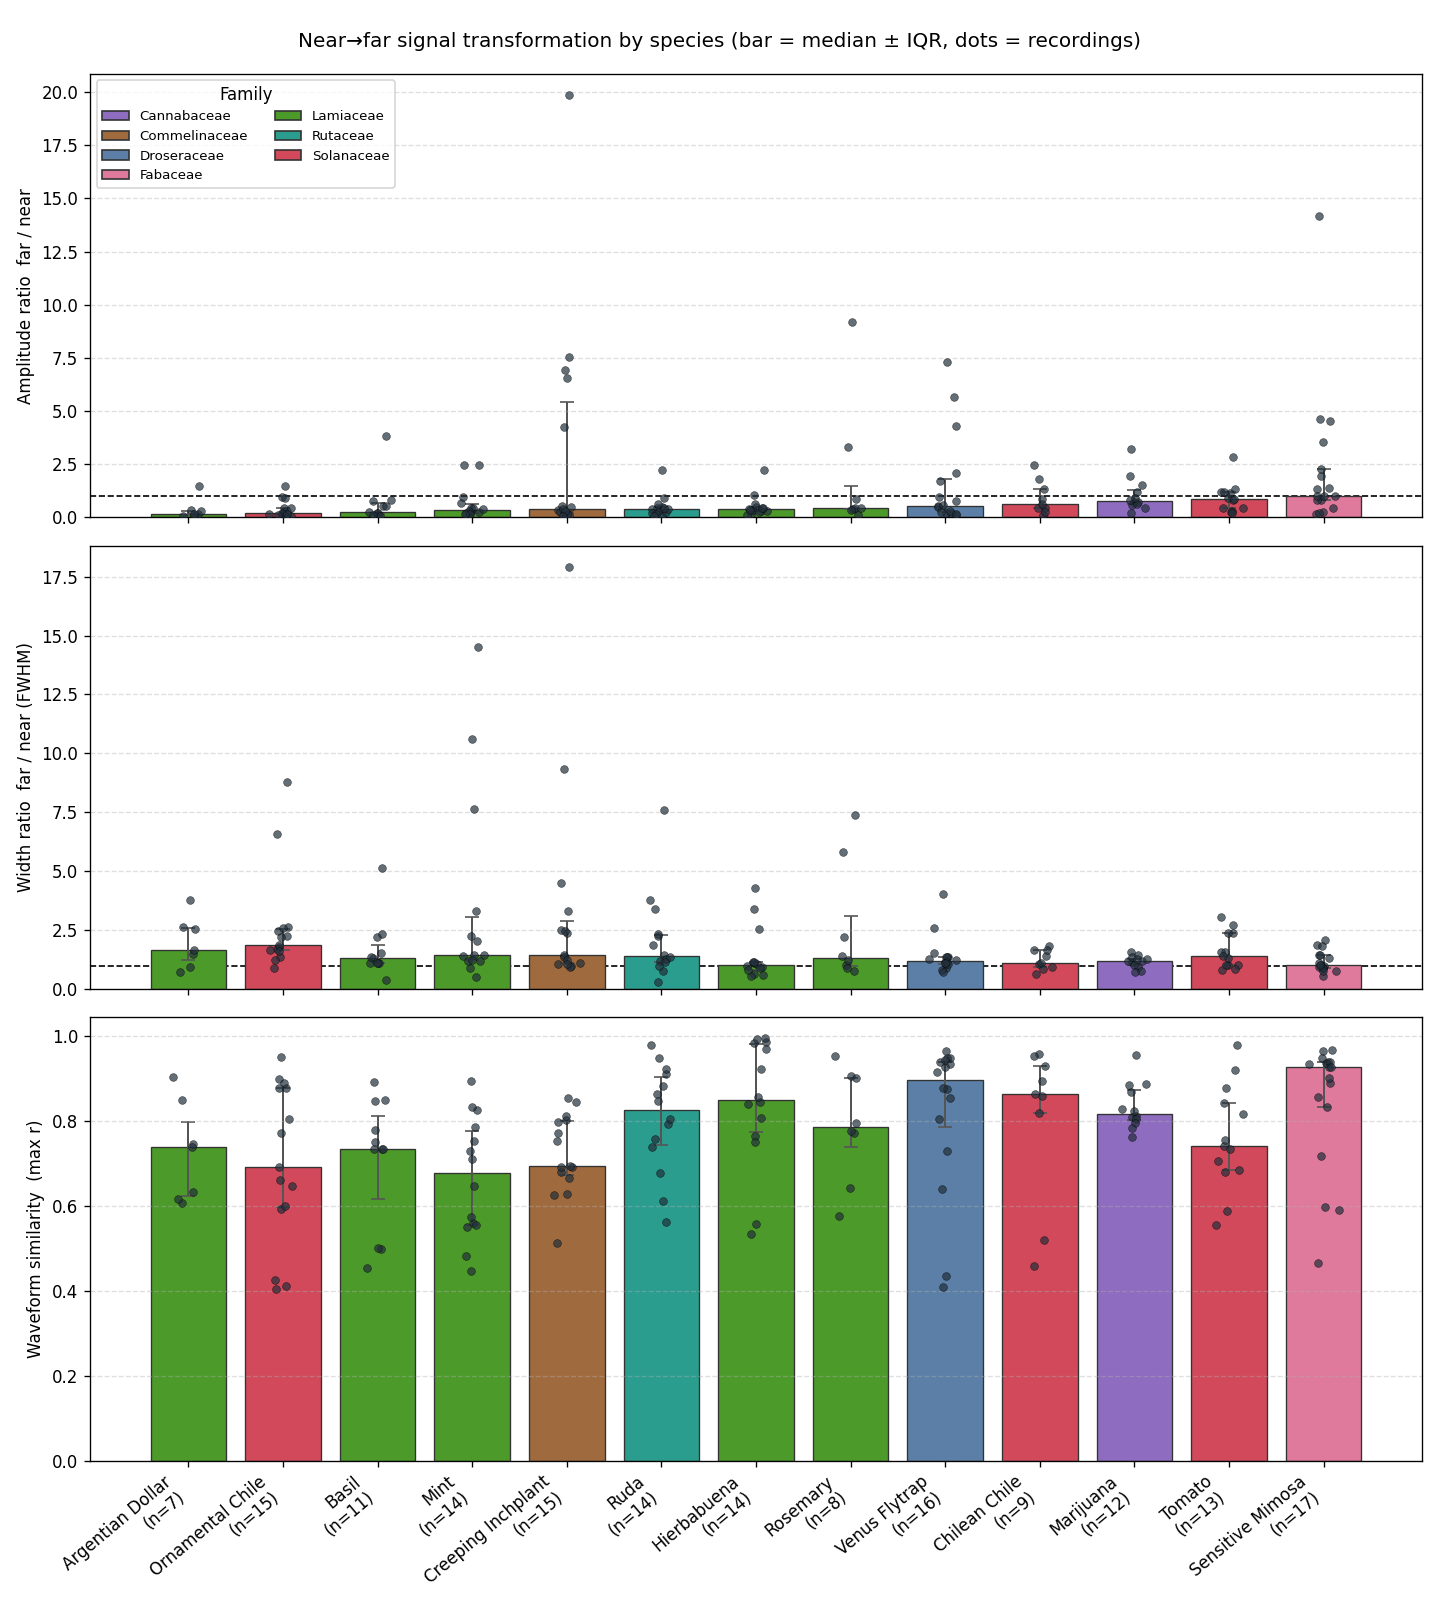 Near→far signal transformation by species (bar = median ± IQR, dots = recordings)
Family
Cannabaceae
Commelinaceae
Droseraceae
Fabaceae
Lamiaceae
Rutaceae
Solanaceae
Amplitude ratio  far / near
20.0
17.5
15.0
12.5
10.0
7.5
5.0
2.5
0.0
Width ratio  far / near (FWHM)
17.5
15.0
12.5
10.0
7.5
5.0
2.5
0.0
Waveform similarity  (max r)
1.0
0.8
0.6
0.4
0.2
0.0
Argentian Dollar
(n=7)
Ornamental Chile
(n=15)
Basil
(n=11)
Mint
(n=14)
Creeping Inchplant
(n=15)
Ruda
(n=14)
Hierbabuena
(n=14)
Rosemary
(n=8)
Venus Flytrap
(n=16)
Chilean Chile
(n=9)
Marijuana
(n=12)
Tomato
(n=13)
Sensitive Mimosa
(n=17)